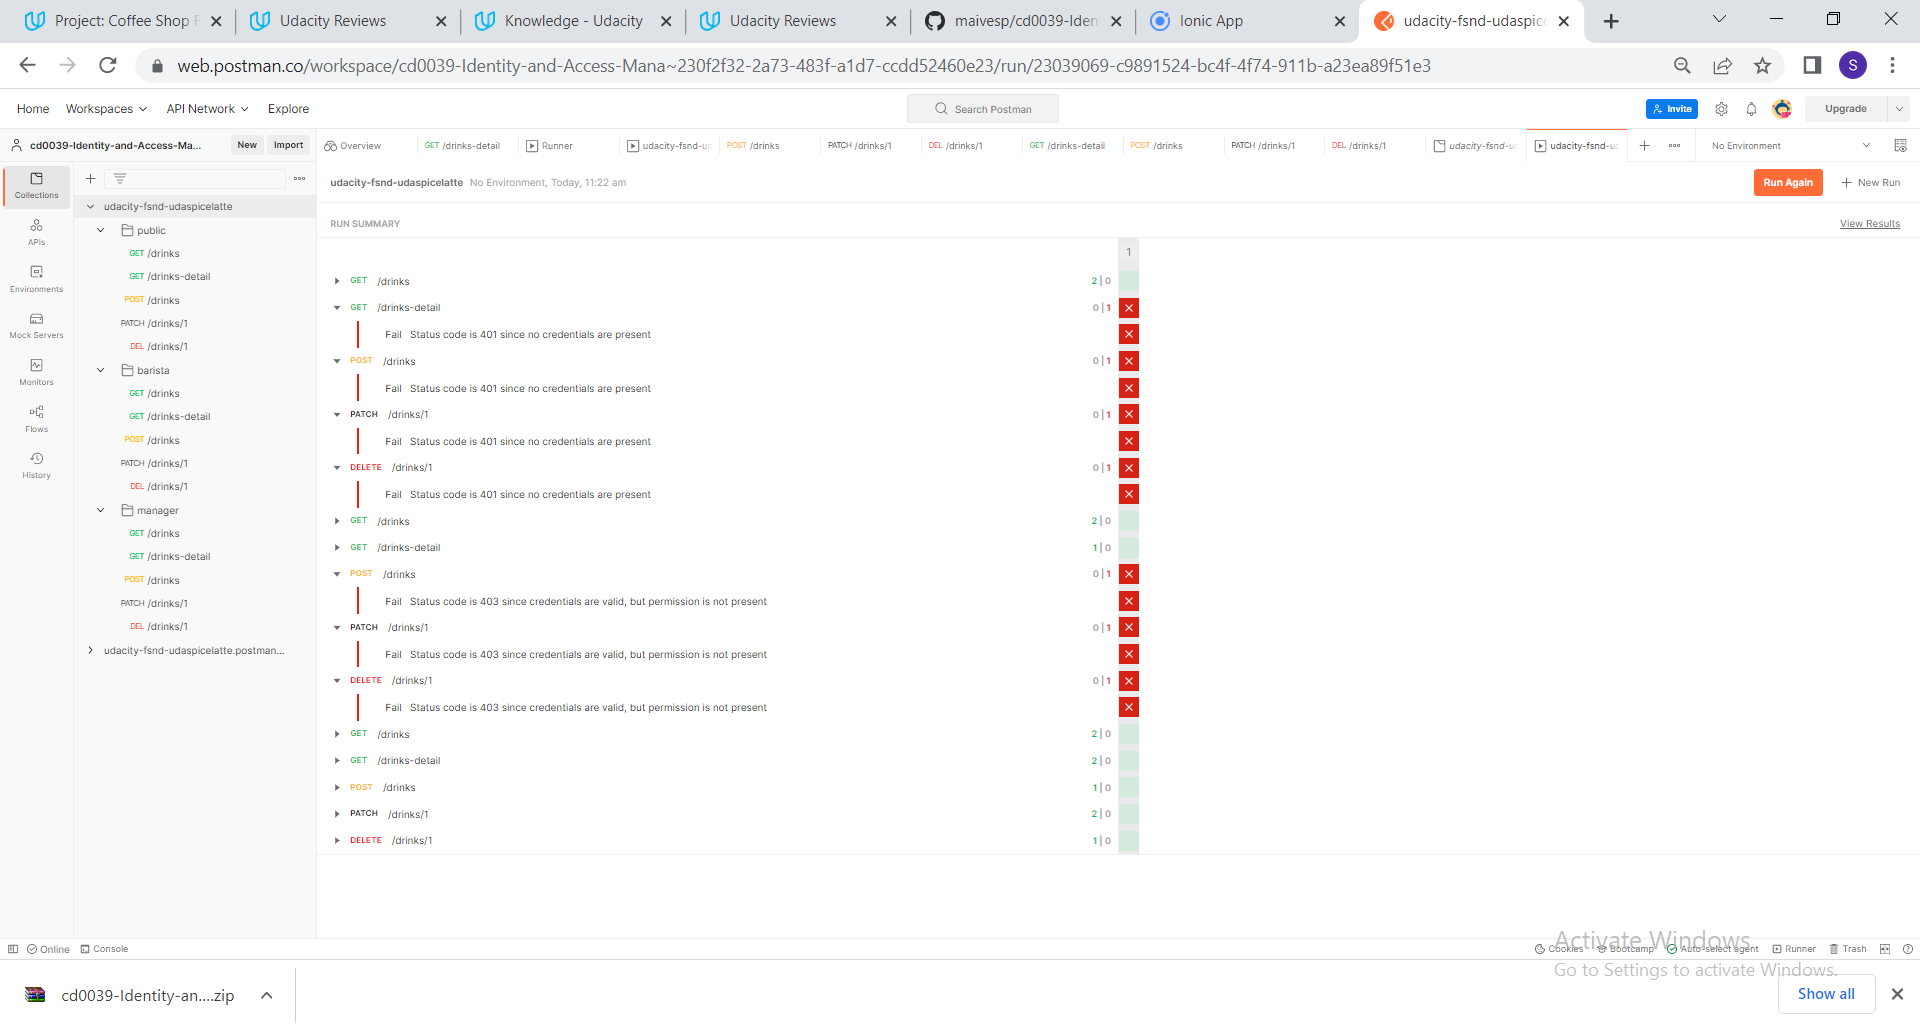 Project: Coffee Shop F
Udacity Reviews
Knowledge - Udacity
Udacity Reviews
maivesp/cd0039-Iden
Ionic App
udacity-fsnd-udaspice
web.postman.co/workspace/cd0039-Identity-and-Access-Mana~230f2f32-2a73-483f-a1d7-ccdd52460e23/run/23039069-c9891524-bc4f-4f74-911b-a23ea89f51e3
S
Home Workspaces API Network Explore
Search Postman
Invite
Upgrade
cd0039-Identity-and-Access-Ma...
New
Import
Overview
GET /drinks-detail
Runner
udacity-fsnd-uc
POST /drinks
PATCH /drinks/1
DEL /drinks/1
GET /drinks-detail
POST /drinks
PATCH /drinks/1
DEL /drinks/1
udacity-fsnd-uc
udacity-fsnd-uc
No Environment
Collections
APIs
Environments
Mock Servers
Monitors
Flows
History
udacity-fsnd-udaspicelatte
public
GET /drinks
GET /drinks-detail
POST /drinks
PATCH /drinks/1
DEL /drinks/1
barista
GET /drinks
GET /drinks-detail
POST /drinks
PATCH /drinks/1
DEL /drinks/1
manager
GET /drinks
GET /drinks-detail
POST /drinks
PATCH /drinks/1
DEL /drinks/1
udacity-fsnd-udaspicelatte.postman...
udacity-fsnd-udaspicelatte No Environment, Today, 11:22 am
Run Again
New Run
RUN SUMMARY
View Results
1
GET /drinks 2|0
GET /drinks-detail 0|1
Fail Status code is 401 since no credentials are present
POST /drinks 0|1
Fail Status code is 401 since no credentials are present
PATCH /drinks/1 0|1
Fail Status code is 401 since no credentials are present
DELETE /drinks/1 0|1
Fail Status code is 401 since no credentials are present
GET /drinks 2|0
GET /drinks-detail 1|0
POST /drinks 0|1
Fail Status code is 403 since credentials are valid, but permission is not present
PATCH /drinks/1 0|1
Fail Status code is 403 since credentials are valid, but permission is not present
DELETE /drinks/1 0|1
Fail Status code is 403 since credentials are valid, but permission is not present
GET /drinks 2|0
GET /drinks-detail 2|0
POST /drinks 1|0
PATCH /drinks/1 2|0
DELETE /drinks/1 1|0
Online
Console
Cookies
Bootcamp
Auto-select agent
Runner
Trash
Activate Windows
Go to Settings to activate Windows.
cd0039-Identity-an....zip
Show all